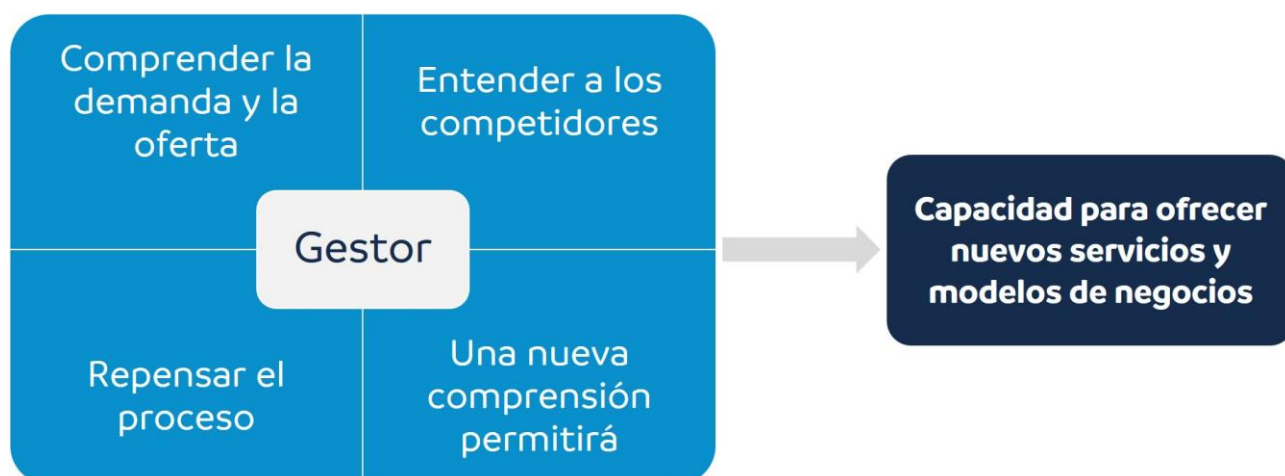 Comprender la
demanda y la
oferta
Entender a los
competidores
Gestor
Repensar el
proceso
Una nueva
comprensión
permitirá
Capacidad para ofrecer
nuevos servicios y
modelos de negocios